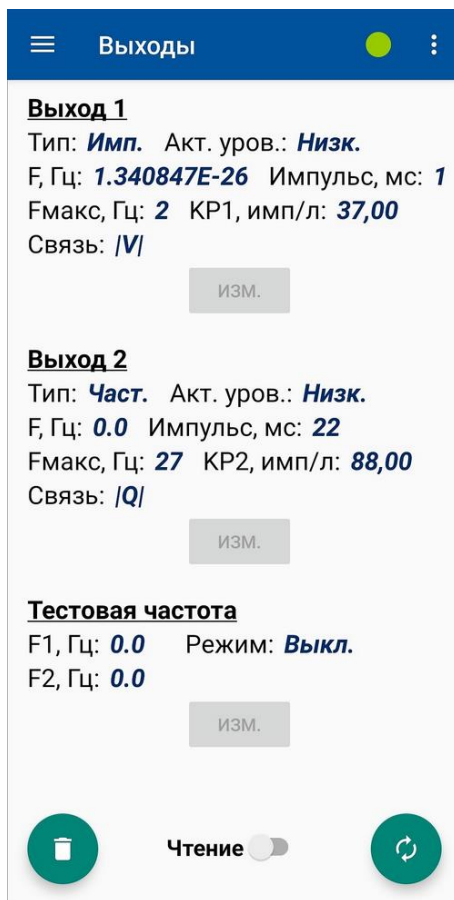 Выходы
Выход 1
Тип: Имп. Акт. уров.: Низк.
F, Гц: 1.340847E-26 Импульс, мс: 1
Fмакс, Гц: 2 KP1, имп/л: 37,00
Связь: |V|
изм.
Выход 2
Тип: Част. Акт. уров.: Низк.
F, Гц: 0.0 Импульс, мс: 22
Fмакс, Гц: 27 KP2, имп/л: 88,00
Связь: |Q|
изм.
Тестовая частота
F1, Гц: 0.0 Режим: Выкл.
F2, Гц: 0.0
изм.
Чтение